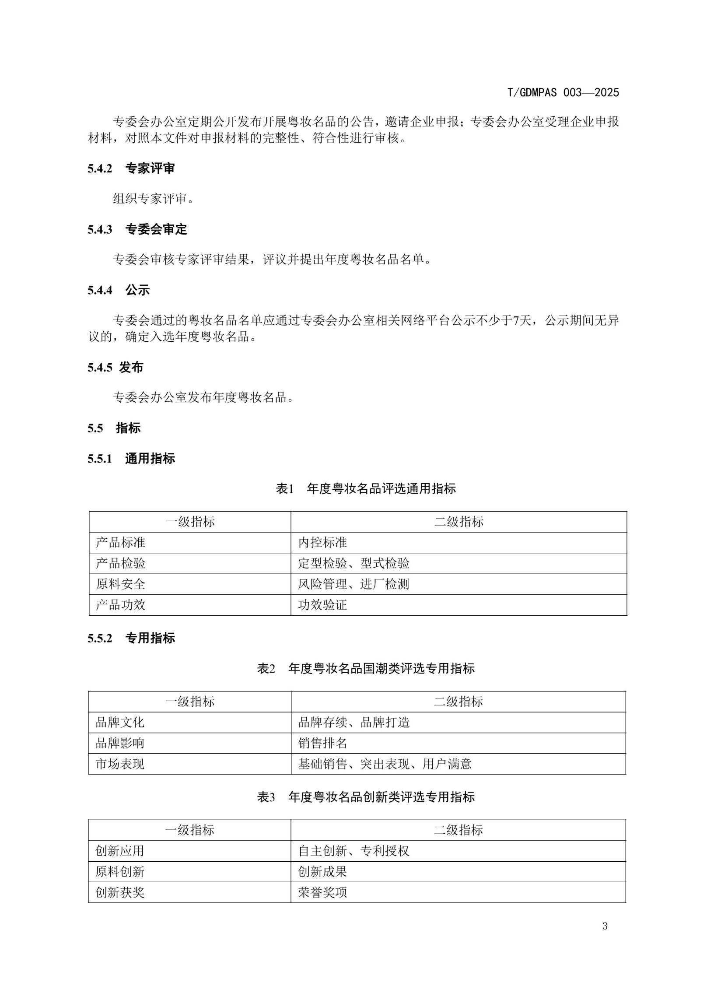 T/GDMPAS 003—2025
专委会办公室定期公开发布开展粤妆名品的公告，邀请企业申报；专委会办公室受理企业申报
材料，对照本文件对申报材料的完整性、符合性进行审核。
5.4.2 专家评审
组织专家评审。
5.4.3 专委会审定
专委会审核专家评审结果，评议并提出年度粤妆名品名单。
5.4.4 公示
专委会通过的粤妆名品名单应通过专委会办公室相关网络平台公示不少于7天，公示期间无异
议的，确定入选年度粤妆名品。
5.4.5 发布
专委会办公室发布年度粤妆名品。
5.5 指标
5.5.1 通用指标
表1 年度粤妆名品评选通用指标
一级指标 二级指标
产品标准 内控标准
产品检验 定型检验、型式检验
原料安全 风险管理、进厂检测
产品功效 功效验证
5.5.2 专用指标
表2 年度粤妆名品国潮类评选专用指标
一级指标 二级指标
品牌文化 品牌存续、品牌打造
品牌影响 销售排名
市场表现 基础销售、突出表现、用户满意
表3 年度粤妆名品创新类评选专用指标
一级指标 二级指标
创新应用 自主创新、专利授权
原料创新 创新成果
创新获奖 荣誉奖项
3